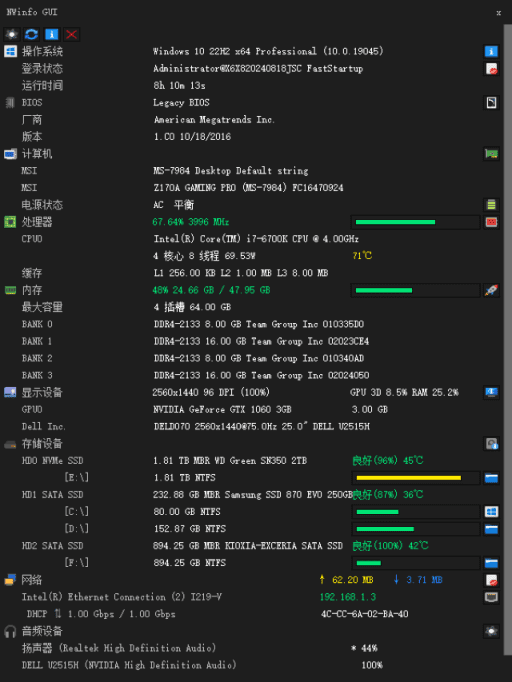 NWinfo GUI x
操作系统 Windows 10 22H2 x64 Professional (10.0.19045)
登录状态 Administrator@X6X820240818JSC FastStartup
运行时间 8h 10m 13s
BIOS Legacy BIOS
厂商 American Megatrends Inc.
版本 1.C0 10/18/2016
计算机
MSI MS-7984 Desktop Default string
MSI Z170A GAMING PRO (MS-7984) FC16470924
电源状态 AC 平衡
处理器 67.64% 3996 MHz
CPU0 Intel(R) Core(TM) i7-6700K CPU @ 4.00GHz
4 核心 8 线程 69.53W 71℃
缓存 L1 256.00 KB L2 1.00 MB L3 8.00 MB
内存 48% 24.66 GB / 47.95 GB
最大容量 4 插槽 64.00 GB
BANK 0 DDR4-2133 8.00 GB Team Group Inc 010335D0
BANK 1 DDR4-2133 16.00 GB Team Group Inc 02023CE4
BANK 2 DDR4-2133 8.00 GB Team Group Inc 010340AD
BANK 3 DDR4-2133 16.00 GB Team Group Inc 02024050
显示设备 2560x1440 96 DPI (100%) GPU 3D 8.5% RAM 25.2%
GPU0 NVIDIA GeForce GTX 1060 3GB 3.00 GB
Dell Inc. DELD070 2560x1440@75.0Hz 25.0" DELL U2515H
存储设备
HD0 NVMe SSD 1.81 TB MBR WD Green SN350 2TB 良好(96%) 45℃
[E:\] 1.81 TB NTFS
HD1 SATA SSD 232.88 GB MBR Samsung SSD 870 EVO 250GB 良好(87%) 36℃
[C:\] 80.00 GB NTFS
[D:\] 152.87 GB NTFS
HD2 SATA SSD 894.25 GB MBR KIOXIA-EXCERIA SATA SSD 良好(100%) 42℃
[F:\] 894.25 GB NTFS
网络 ↑ 62.20 MB ↓ 3.71 MB
Intel(R) Ethernet Connection (2) I219-V 192.168.1.3
DHCP ⇅ 1.00 Gbps / 1.00 Gbps 4C-CC-6A-02-BA-40
音频设备
扬声器 (Realtek High Definition Audio) * 44%
DELL U2515H (NVIDIA High Definition Audio) 100%